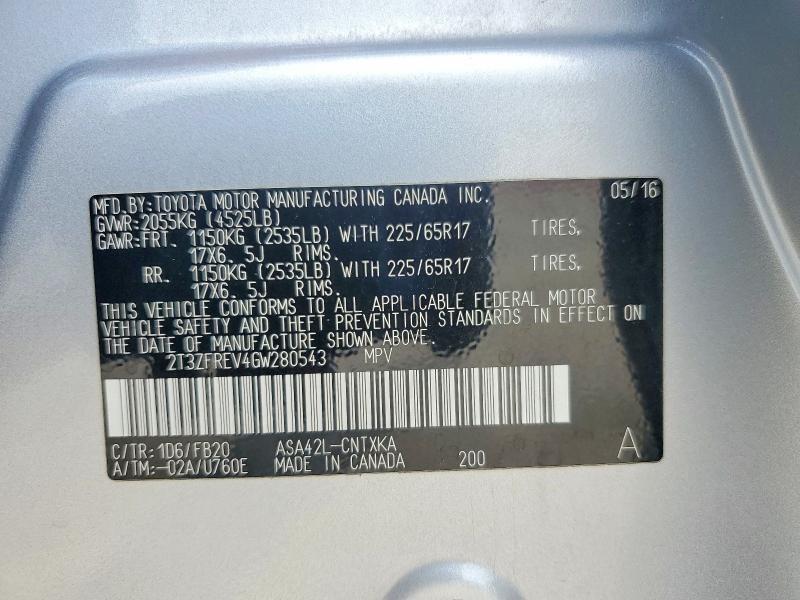 MFD.BY:TOYOTA MOTOR MANUFACTURING CANADA INC. 05/16
GVWR:2055KG (4525LB)
GAWR:FRT. 1150KG (2535LB) WITH 225/65R17 TIRES,
17X6. 5J RIMS.
RR. 1150KG (2535LB) WITH 225/65R17 TIRES,
17X6. 5J RIMS.
THIS VEHICLE CONFORMS TO ALL APPLICABLE FEDERAL MOTOR
VEHICLE SAFETY AND THEFT PREVENTION STANDARDS IN EFFECT ON
THE DATE OF MANUFACTURE SHOWN ABOVE.
2T3ZFREV4GW280543 MPV
C/TR:1D6/FB20 ASA42L-CNTXKA
A/TM:-02A/U760E MADE IN CANADA 200 A